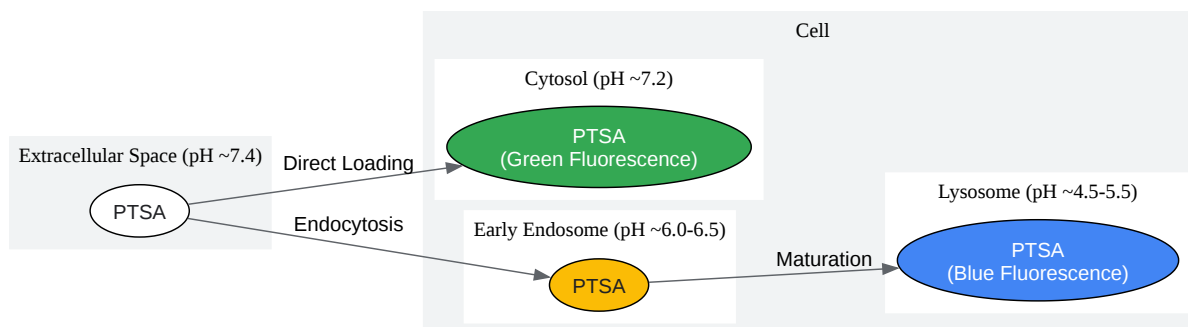 Cell
Cytosol (pH ~7.2)
PTSA
(Green Fluorescence)
Extracellular Space (pH ~7.4)
PTSA
Direct Loading
Endocytosis
Early Endosome (pH ~6.0-6.5)
PTSA
Maturation
Lysosome (pH ~4.5-5.5)
PTSA
(Blue Fluorescence)